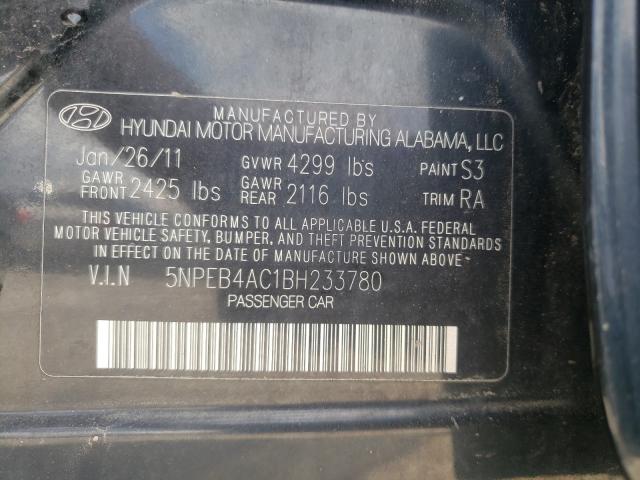 MANUFACTURED BY
HYUNDAI MOTOR MANUFACTURING ALABAMA, LLC
Jan/26/11 GVWR 4299 lbs PAINT S3
GAWR FRONT 2425 lbs GAWR REAR 2116 lbs TRIM RA
THIS VEHICLE CONFORMS TO ALL APPLICABLE U.S.A. FEDERAL
MOTOR VEHICLE SAFETY, BUMPER, AND THEFT PREVENTION STANDARDS
IN EFFECT ON THE DATE OF MANUFACTURE SHOWN ABOVE.
V.I.N 5NPEB4AC1BH233780
PASSENGER CAR